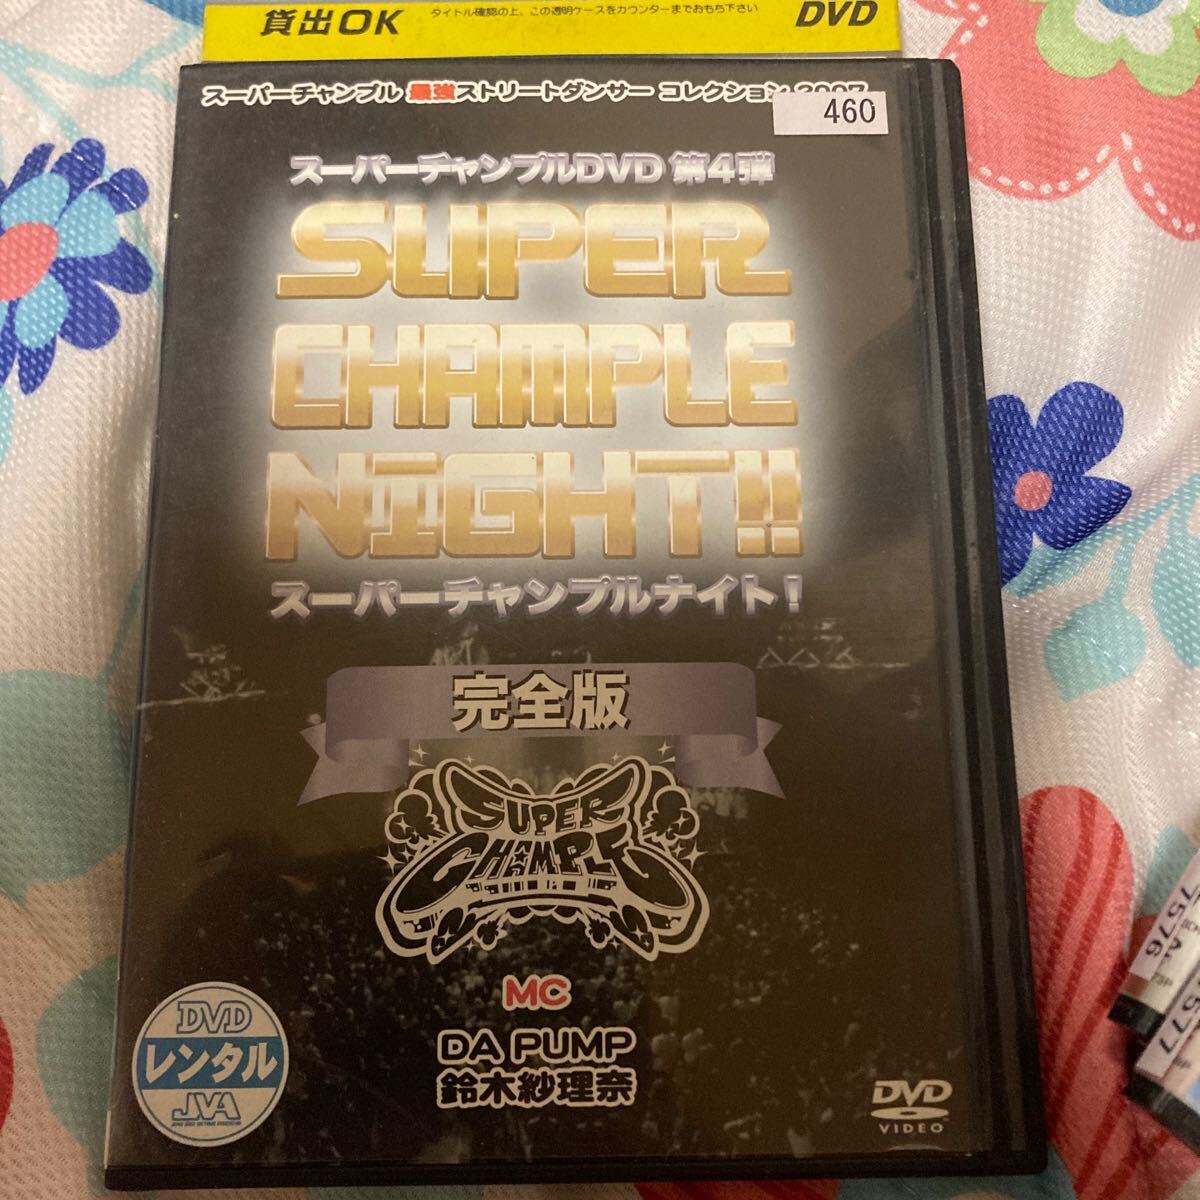 貸出OK
タイトル確認の上、この透明ケースをカウンターまでおもち下さい
DVD
スーパーチャンプル 最強ストリートダンサー コレクション
460
スーパーチャンプルDVD 第4弾
SUPER
CHAMPLE
NIGHT!!
スーパーチャンプルナイト!
完全版
SUPER
CHAMPLE
MC
DA PUMP
鈴木紗理奈
DVD
レンタル
JVA
DVD
VIDEO
7576
577